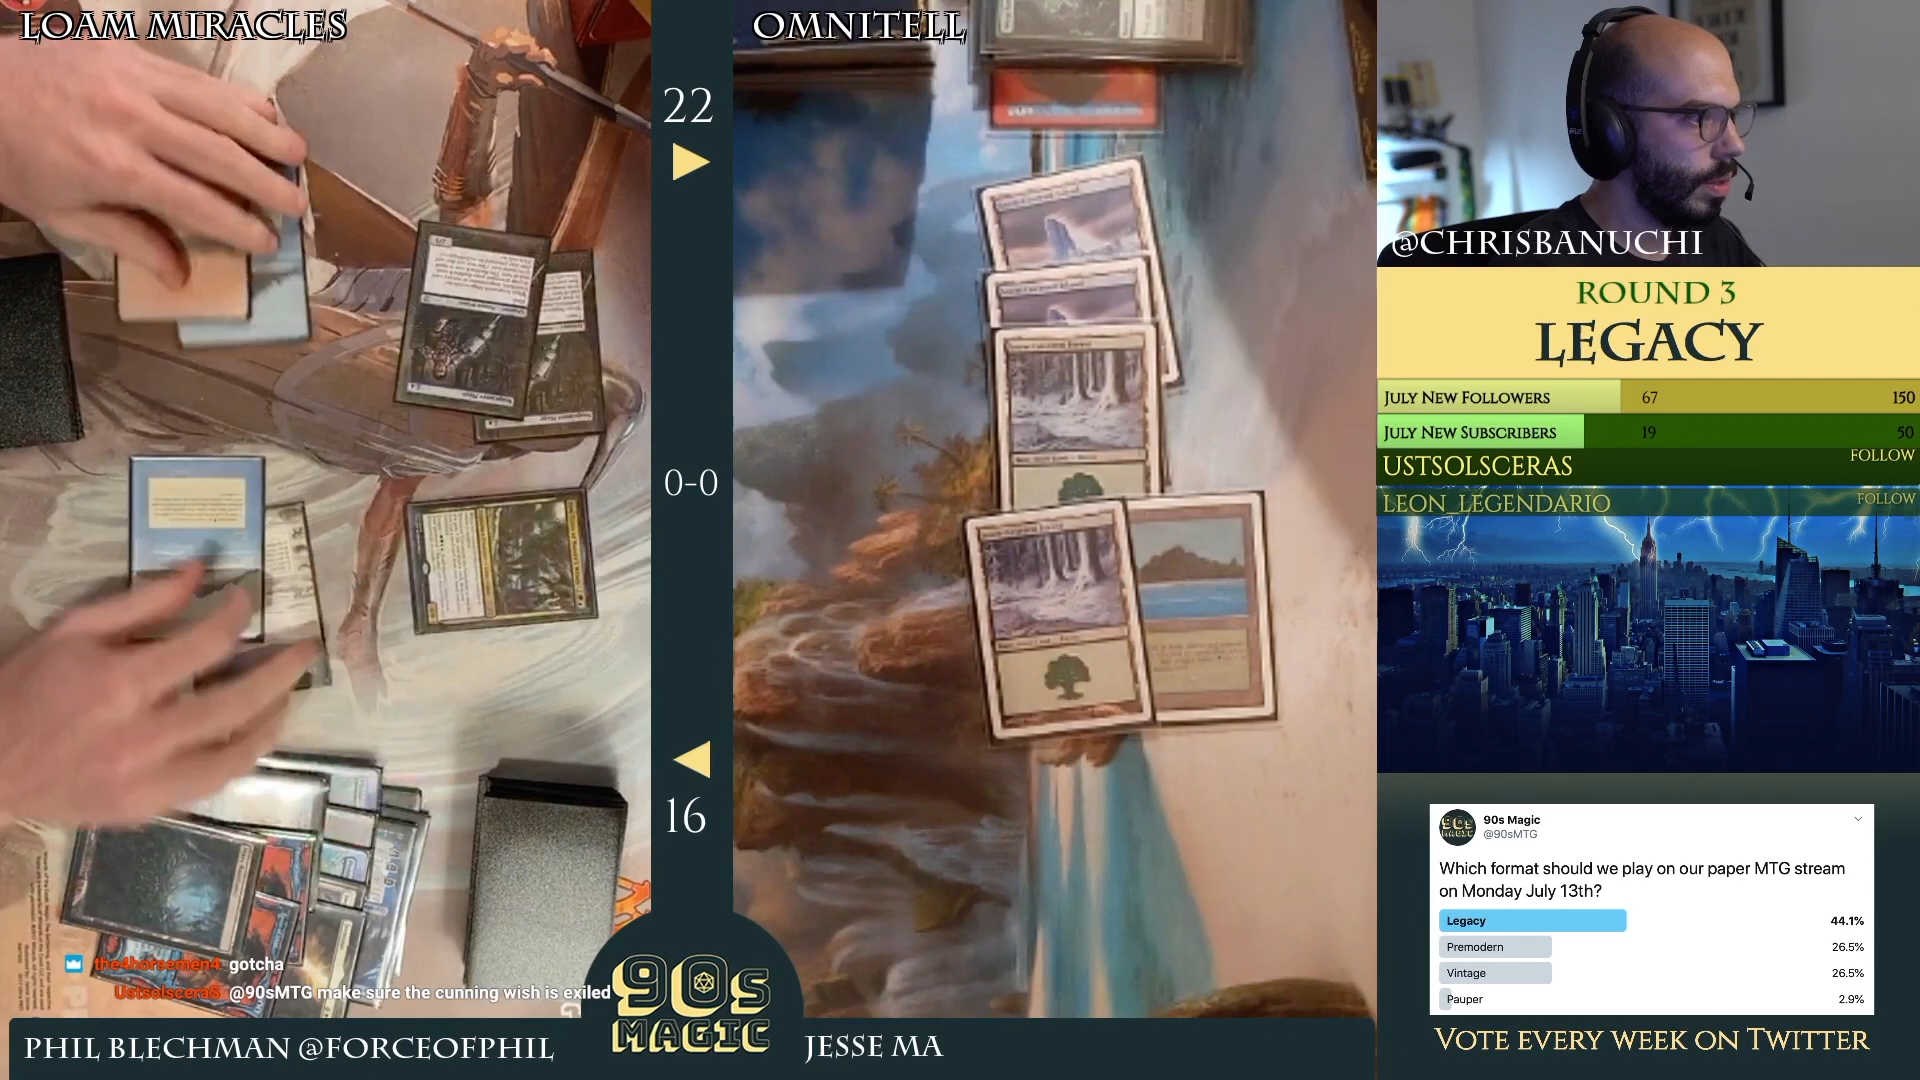 LOAM MIRACLES
OMNITELL
22
0-0
16
@CHRISBANUCHI
ROUND 3
LEGACY
JULY NEW FOLLOWERS 67 150
JULY NEW SUBSCRIBERS 19 50
USTSOLSCERAS FOLLOW
LEON_LEGENDARIO FOLLOW
90s Magic
@90sMTG
Which format should we play on our paper MTG stream
on Monday July 13th?
Legacy 44.1%
Premodern 26.5%
Vintage 26.5%
Pauper 2.9%
VOTE EVERY WEEK ON TWITTER
the4horsemen4 gotcha
UstsolsceraS @90sMTG make sure the cunning wish is exiled
90s
MAGIC
PHIL BLECHMAN @FORCEOFPHIL
JESSE MA